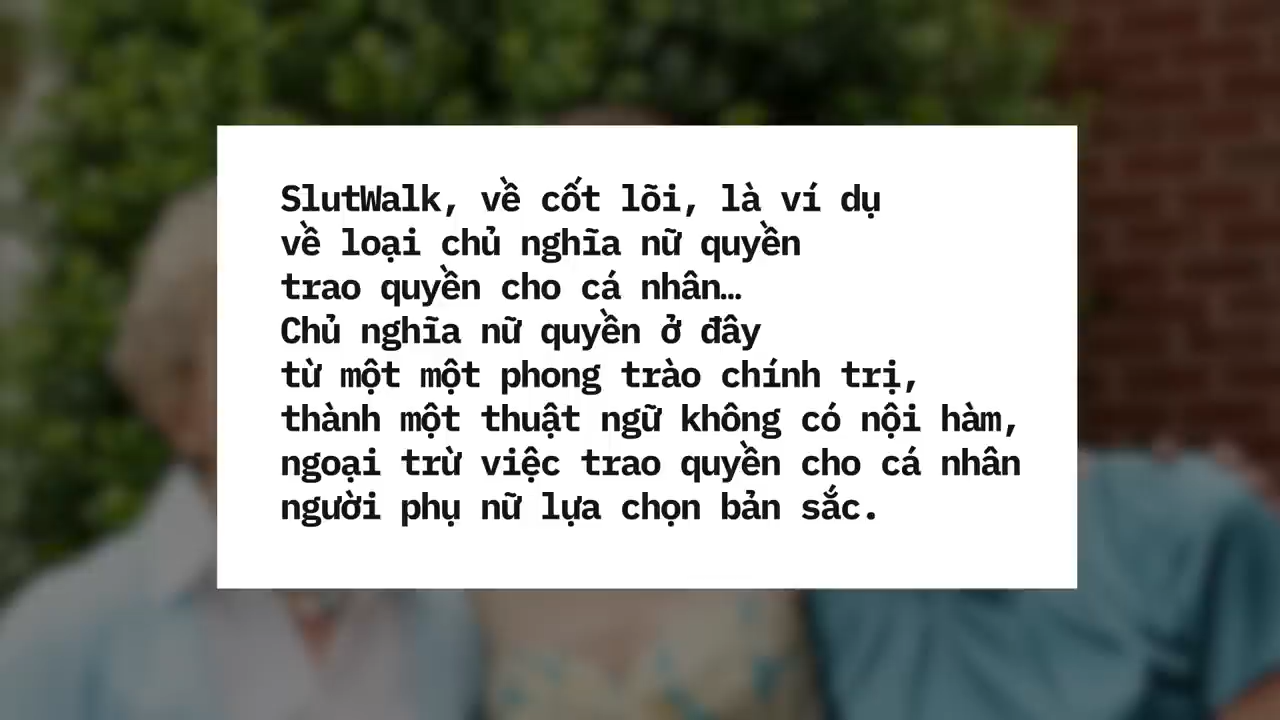 SlutWalk, về cốt lõi, là ví dụ
về loại chủ nghĩa nữ quyền
trao quyền cho cá nhân…
Chủ nghĩa nữ quyền ở đây
từ một một phong trào chính trị,
thành một thuật ngữ không có nội hàm,
ngoại trừ việc trao quyền cho cá nhân
người phụ nữ lựa chọn bản sắc.